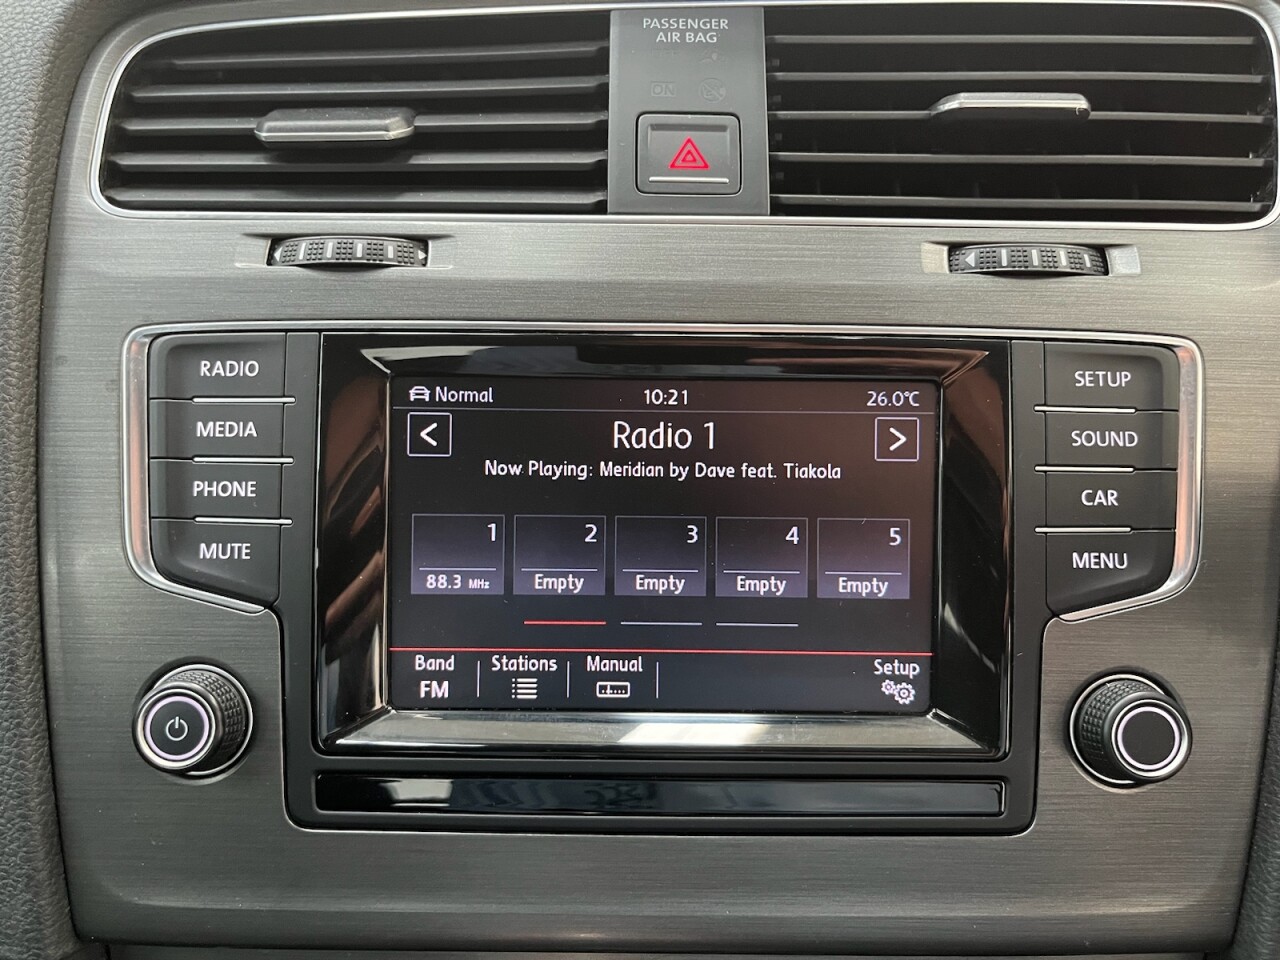 PASSENGER
AIR BAG
ON
RADIO
MEDIA
PHONE
MUTE
Normal 10:21 26.0°C
Radio 1
Now Playing: Meridian by Dave feat. Tiakola
1 2 3 4 5
88.3 MHz Empty Empty Empty Empty
Band Stations Manual Setup
FM
SETUP
SOUND
CAR
MENU